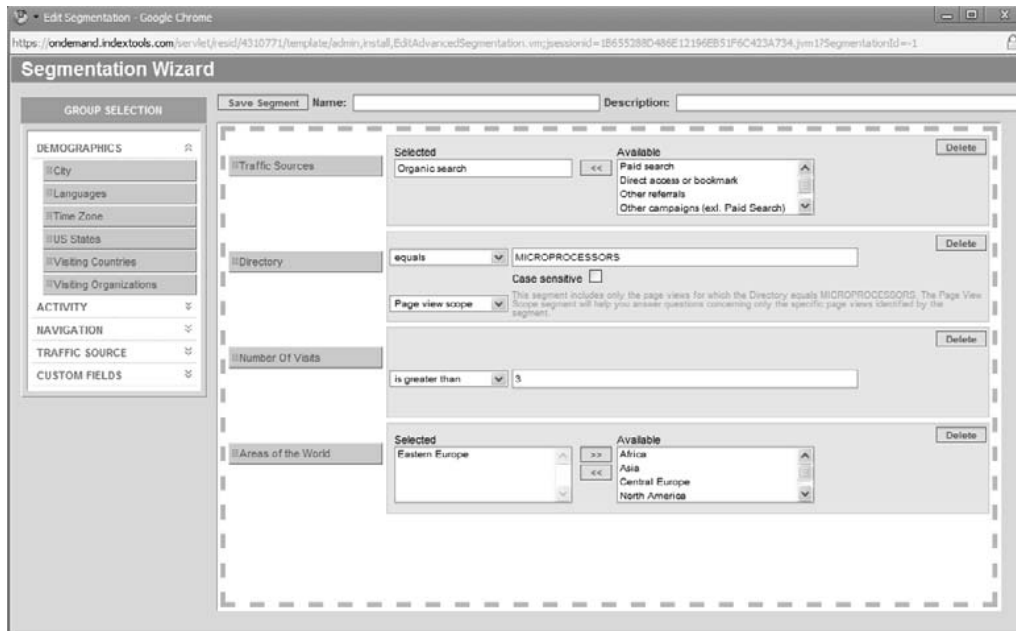 Edit Segmentation - Google Chrome
https://ondemand.indextools.com/servlet/resid/4310771/template/admin,install,EditAdvancedSegmentation.vm;jsessionid=1B655288D486E12196EB51F6C423A734.jvm1?SegmentationId=-1
Segmentation Wizard
GROUP SELECTION
DEMOGRAPHICS
City
Languages
Time Zone
US States
Visiting Countries
Visiting Organizations
ACTIVITY
NAVIGATION
TRAFFIC SOURCE
CUSTOM FIELDS
Save Segment Name: Description:
Traffic Sources
Selected
Organic search
<<
Available
Paid search
Direct access or bookmark
Other referrals
Other campaigns (exl. Paid Search)
Delete
Directory
equals
MICROPROCESSORS
Case sensitive
Page view scope
This segment includes only the page views for which the Directory equals MICROPROCESSORS. The Page View
Scope segment will help you answer questions concerning only the specific page views identified by the
segment.
Delete
Number Of Visits
is greater than
3
Delete
Areas of the World
Selected
Eastern Europe
>>
<<
Available
Africa
Asia
Central Europe
North America
Delete